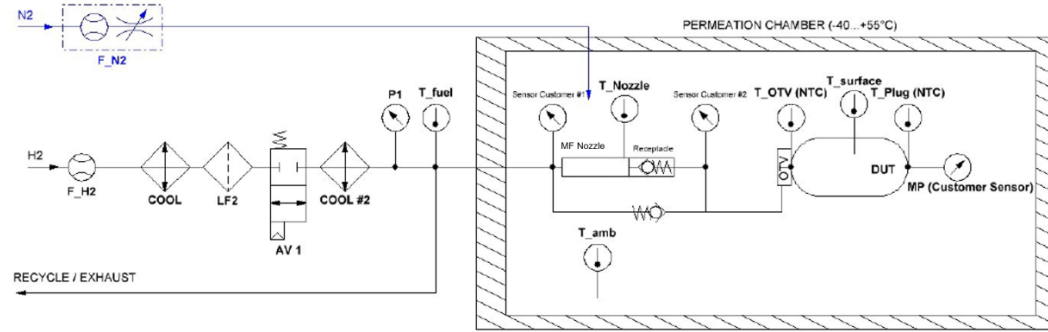 N2
F_N2
PERMEATION CHAMBER (-40...+55°C)
P1
T_fuel
Sensor Customer #1
T_Nozzle
Sensor Customer #2
T_OTV (NTC)
T_surface
T_Plug (NTC)
H2
F_H2
COOL
LF2
AV 1
COOL #2
MF Nozzle
Receptacle
OTV
DUT
MP (Customer Sensor)
T_amb
RECYCLE / EXHAUST